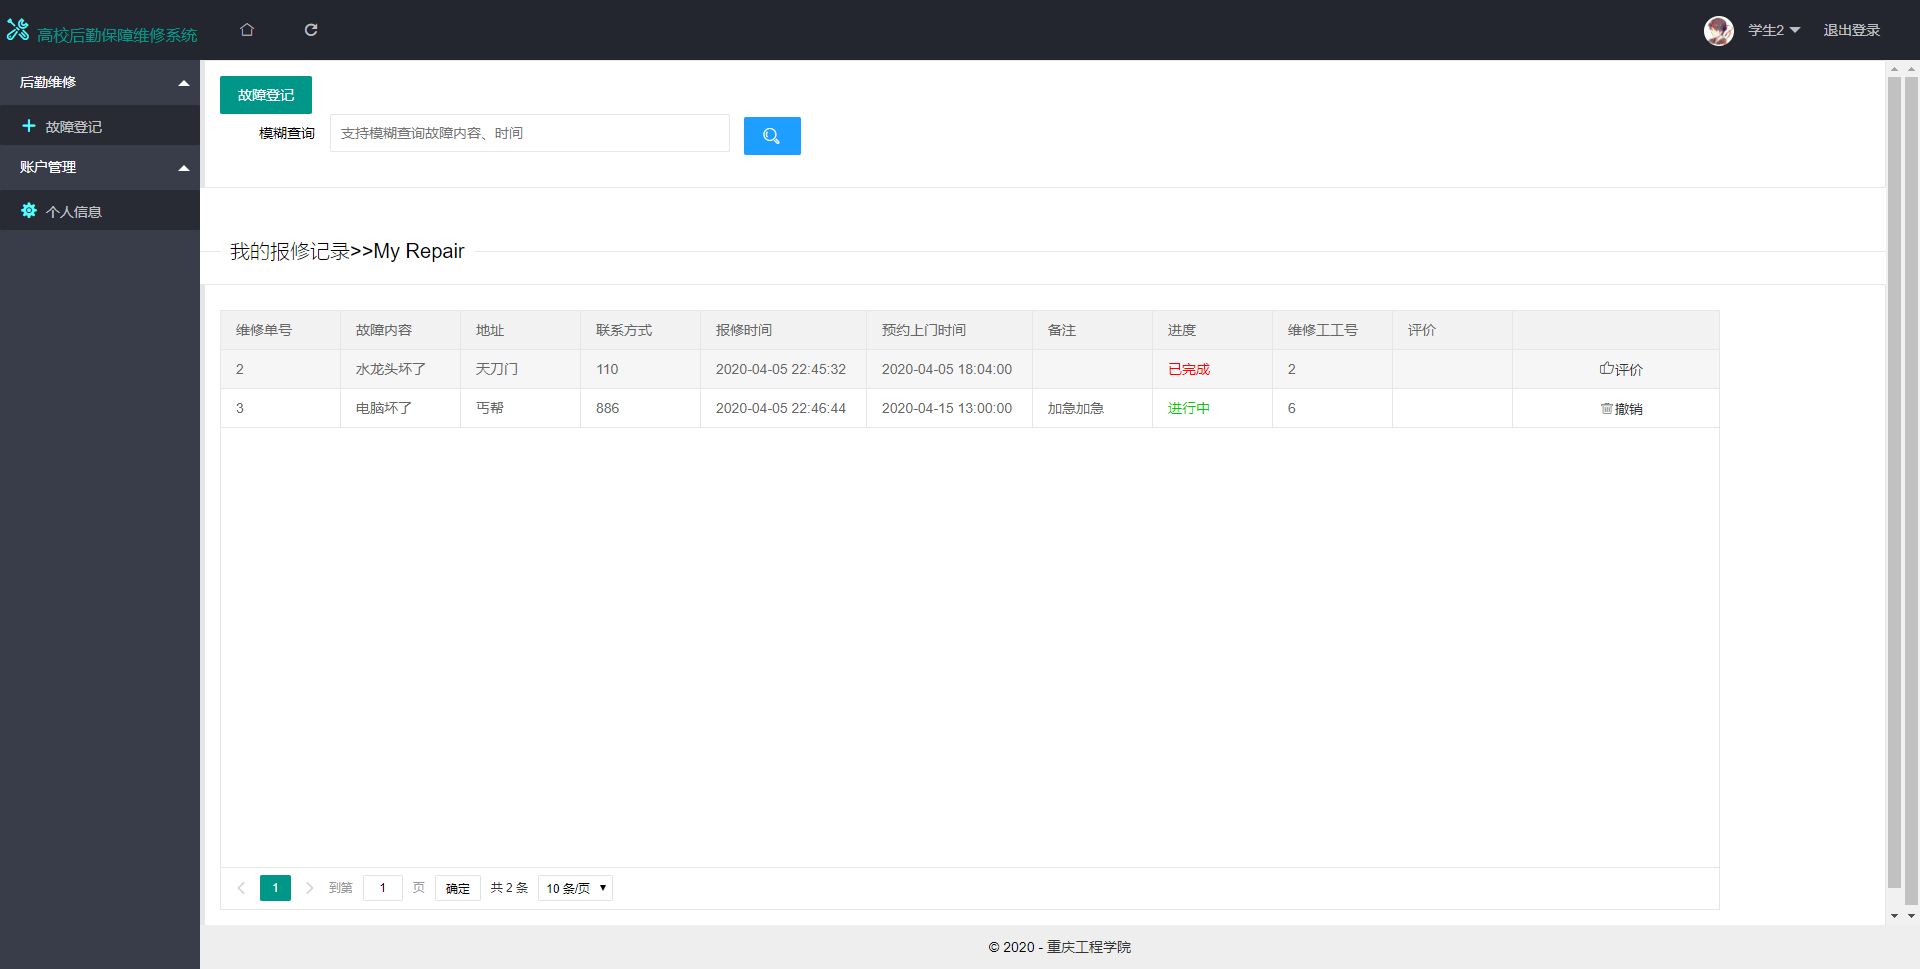 高校后勤保障维修系统
学生2 退出登录
后勤维修
故障登记
账户管理
个人信息
故障登记
模糊查询 支持模糊查询故障内容、时间
我的报修记录>>My Repair
维修单号 故障内容 地址 联系方式 报修时间 预约上门时间 备注 进度 维修工工号 评价
2 水龙头坏了 天刀门 110 2020-04-05 22:45:32 2020-04-05 18:04:00 已完成 2 评价
3 电脑坏了 丐帮 886 2020-04-05 22:46:44 2020-04-15 13:00:00 加急加急 进行中 6 撤销
1 到第 1 页 确定 共 2 条 10 条/页
© 2020 - 重庆工程学院